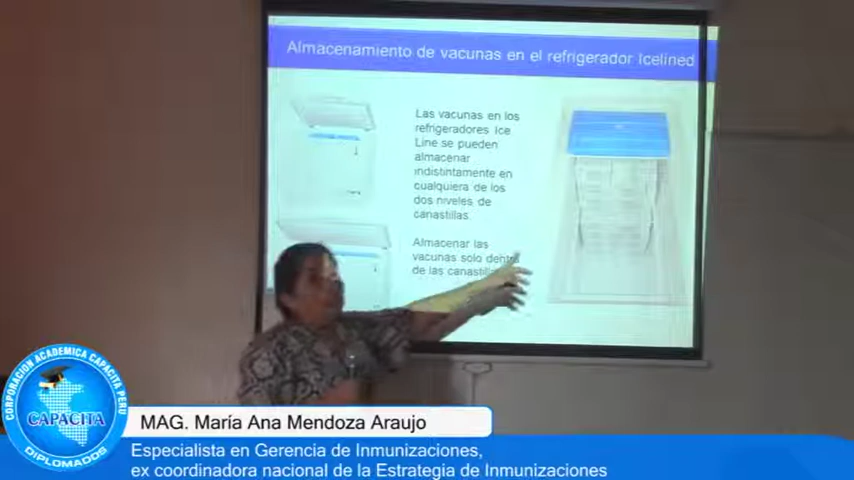 Almacenamiento de vacunas en el refrigerador Icelined
Las vacunas en los
refrigeradores Ice
Line se pueden
almacenar
indistintamente en
cualquiera de los
dos niveles de
canastillas.
Almacenar las
vacunas solo dentro
de las canastillas
CORPORACIÓN ACADEMICA CAPACITA PERU
CAPACITA
DIPLOMADOS
MAG. María Ana Mendoza Araujo
Especialista en Gerencia de Inmunizaciones,
ex coordinadora nacional de la Estrategia de Inmunizaciones